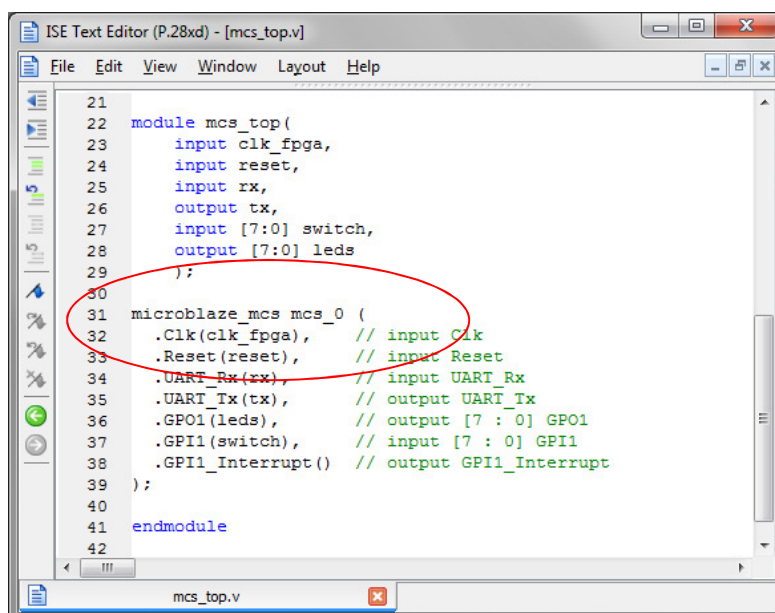 ISE Text Editor (P.28xd) - [mcs_top.v]
File Edit View Window Layout Help
21
22 module mcs_top(
23 input clk_fpga,
24 input reset,
25 input rx,
26 output tx,
27 input [7:0] switch,
28 output [7:0] leds
29 );
30
31 microblaze_mcs mcs_0 (
32 .Clk(clk_fpga), // input Clk
33 .Reset(reset), // input Reset
34 .UART_Rx(rx), // input UART_Rx
35 .UART_Tx(tx), // output UART_Tx
36 .GPO1(leds), // output [7 : 0] GPO1
37 .GPI1(switch), // input [7 : 0] GPI1
38 .GPI1_Interrupt() // output GPI1_Interrupt
39 );
40
41 endmodule
42
mcs_top.v